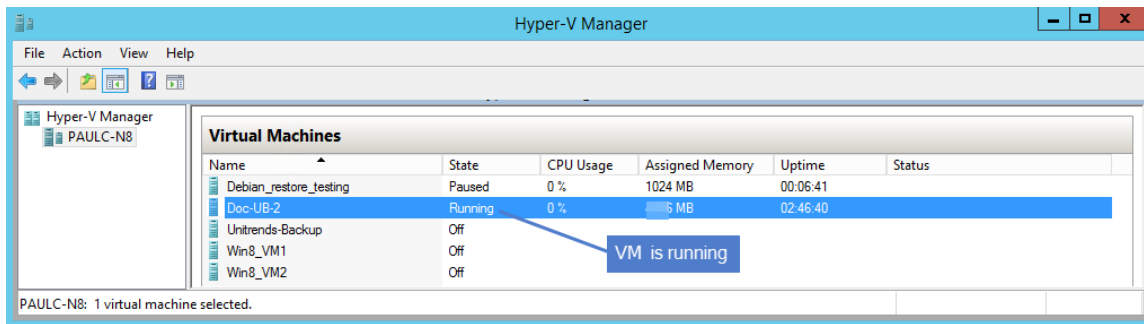 Hyper-V Manager
File Action View Help
Hyper-V Manager
PAULC-N8
Virtual Machines
Name State CPU Usage Assigned Memory Uptime Status
Debian_restore_testing Paused 0 % 1024 MB 00:06:41
Doc-UB-2 Running 0 % MB 02:46:40
Unitrends-Backup Off
Win8_VM1 Off
Win8_VM2 Off
VM is running
PAULC-N8: 1 virtual machine selected.